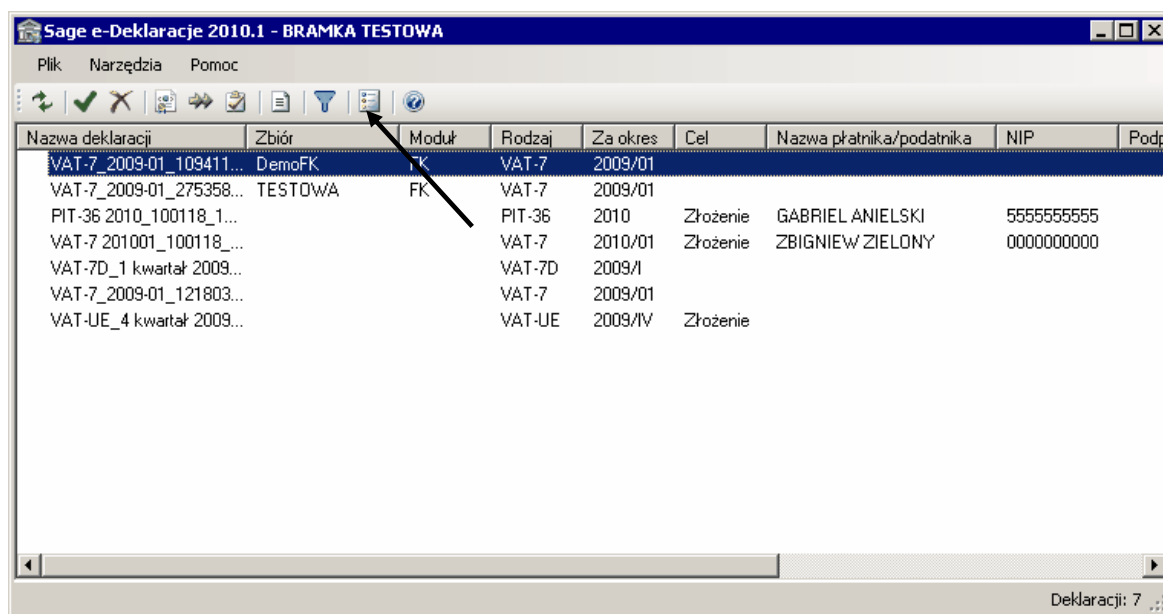 Sage e-Deklaracje 2010.1 - BRAMKA TESTOWA
Plik Narzędzia Pomoc
Nazwa deklaracji Zbiór Moduł Rodzaj Za okres Cel Nazwa płatnika/podatnika NIP Podp
VAT-7_2009-01_109411... DemoFK FK VAT-7 2009/01
VAT-7_2009-01_275358... TESTOWA FK VAT-7 2009/01
PIT-36 2010_100118_1... PIT-36 2010 Złożenie GABRIEL ANIELSKI 5555555555
VAT-7 201001_100118_... VAT-7 2010/01 Złożenie ZBIGNIEW ZIELONY 0000000000
VAT-7D_1 kwartał 2009... VAT-7D 2009/I
VAT-7_2009-01_121803... VAT-7 2009/01
VAT-UE_4 kwartał 2009... VAT-UE 2009/IV Złożenie
Deklaracji: 7